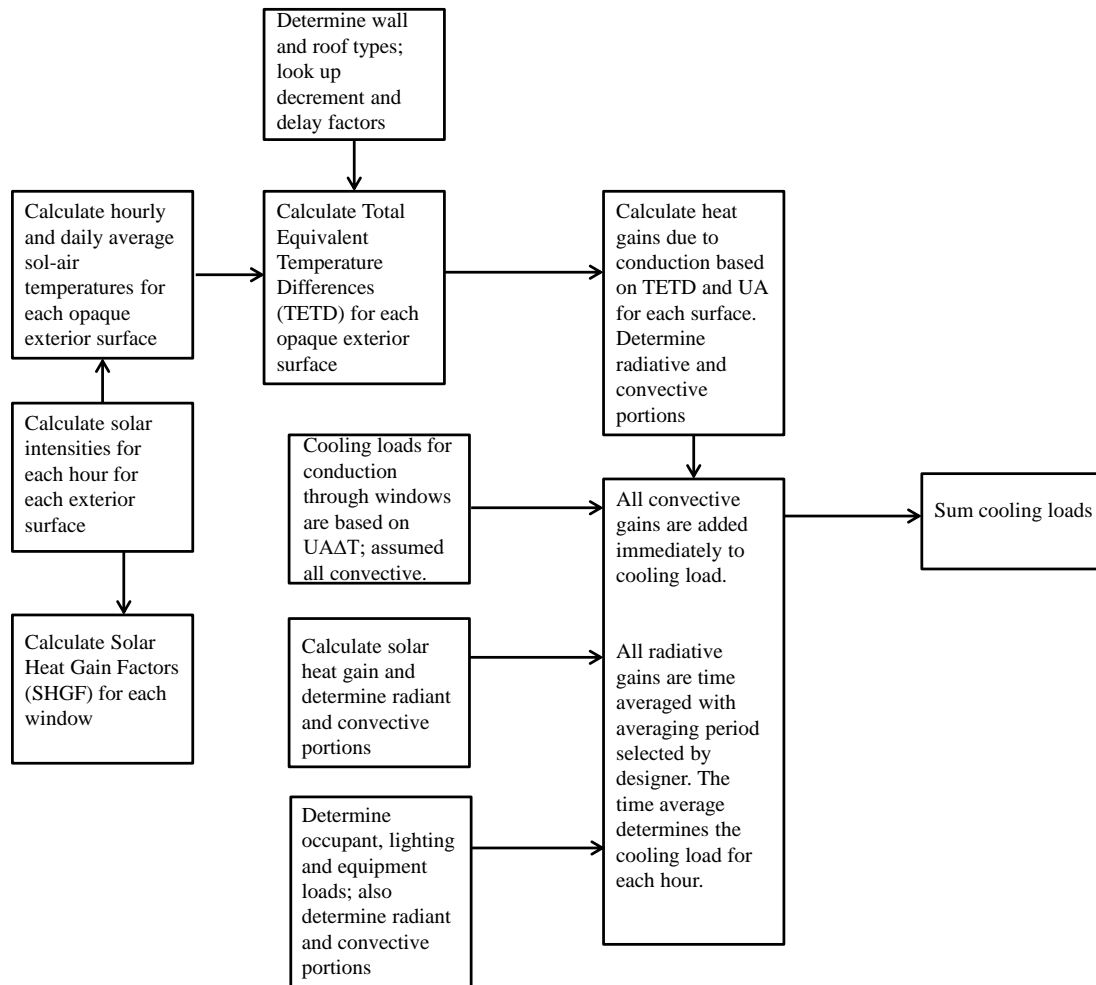 Determine wall
and roof types;
look up
decrement and
delay factors
Calculate hourly
and daily average
sol-air
temperatures for
each opaque
exterior surface
Calculate Total
Equivalent
Temperature
Differences
(TETD) for each
opaque exterior
surface
Calculate heat
gains due to
conduction based
on TETD and UA
for each surface.
Determine
radiative and
convective
portions
Calculate solar
intensities for
each hour for
each exterior
surface
Cooling loads for
conduction
through windows
are based on
UAΔT; assumed
all convective.
All convective
gains are added
immediately to
cooling load.
All radiative
gains are time
averaged with
averaging period
selected by
designer. The
time average
determines the
cooling load for
each hour.
Sum cooling loads
Calculate Solar
Heat Gain Factors
(SHGF) for each
window
Calculate solar
heat gain and
determine radiant
and convective
portions
Determine
occupant, lighting
and equipment
loads; also
determine radiant
and convective
portions